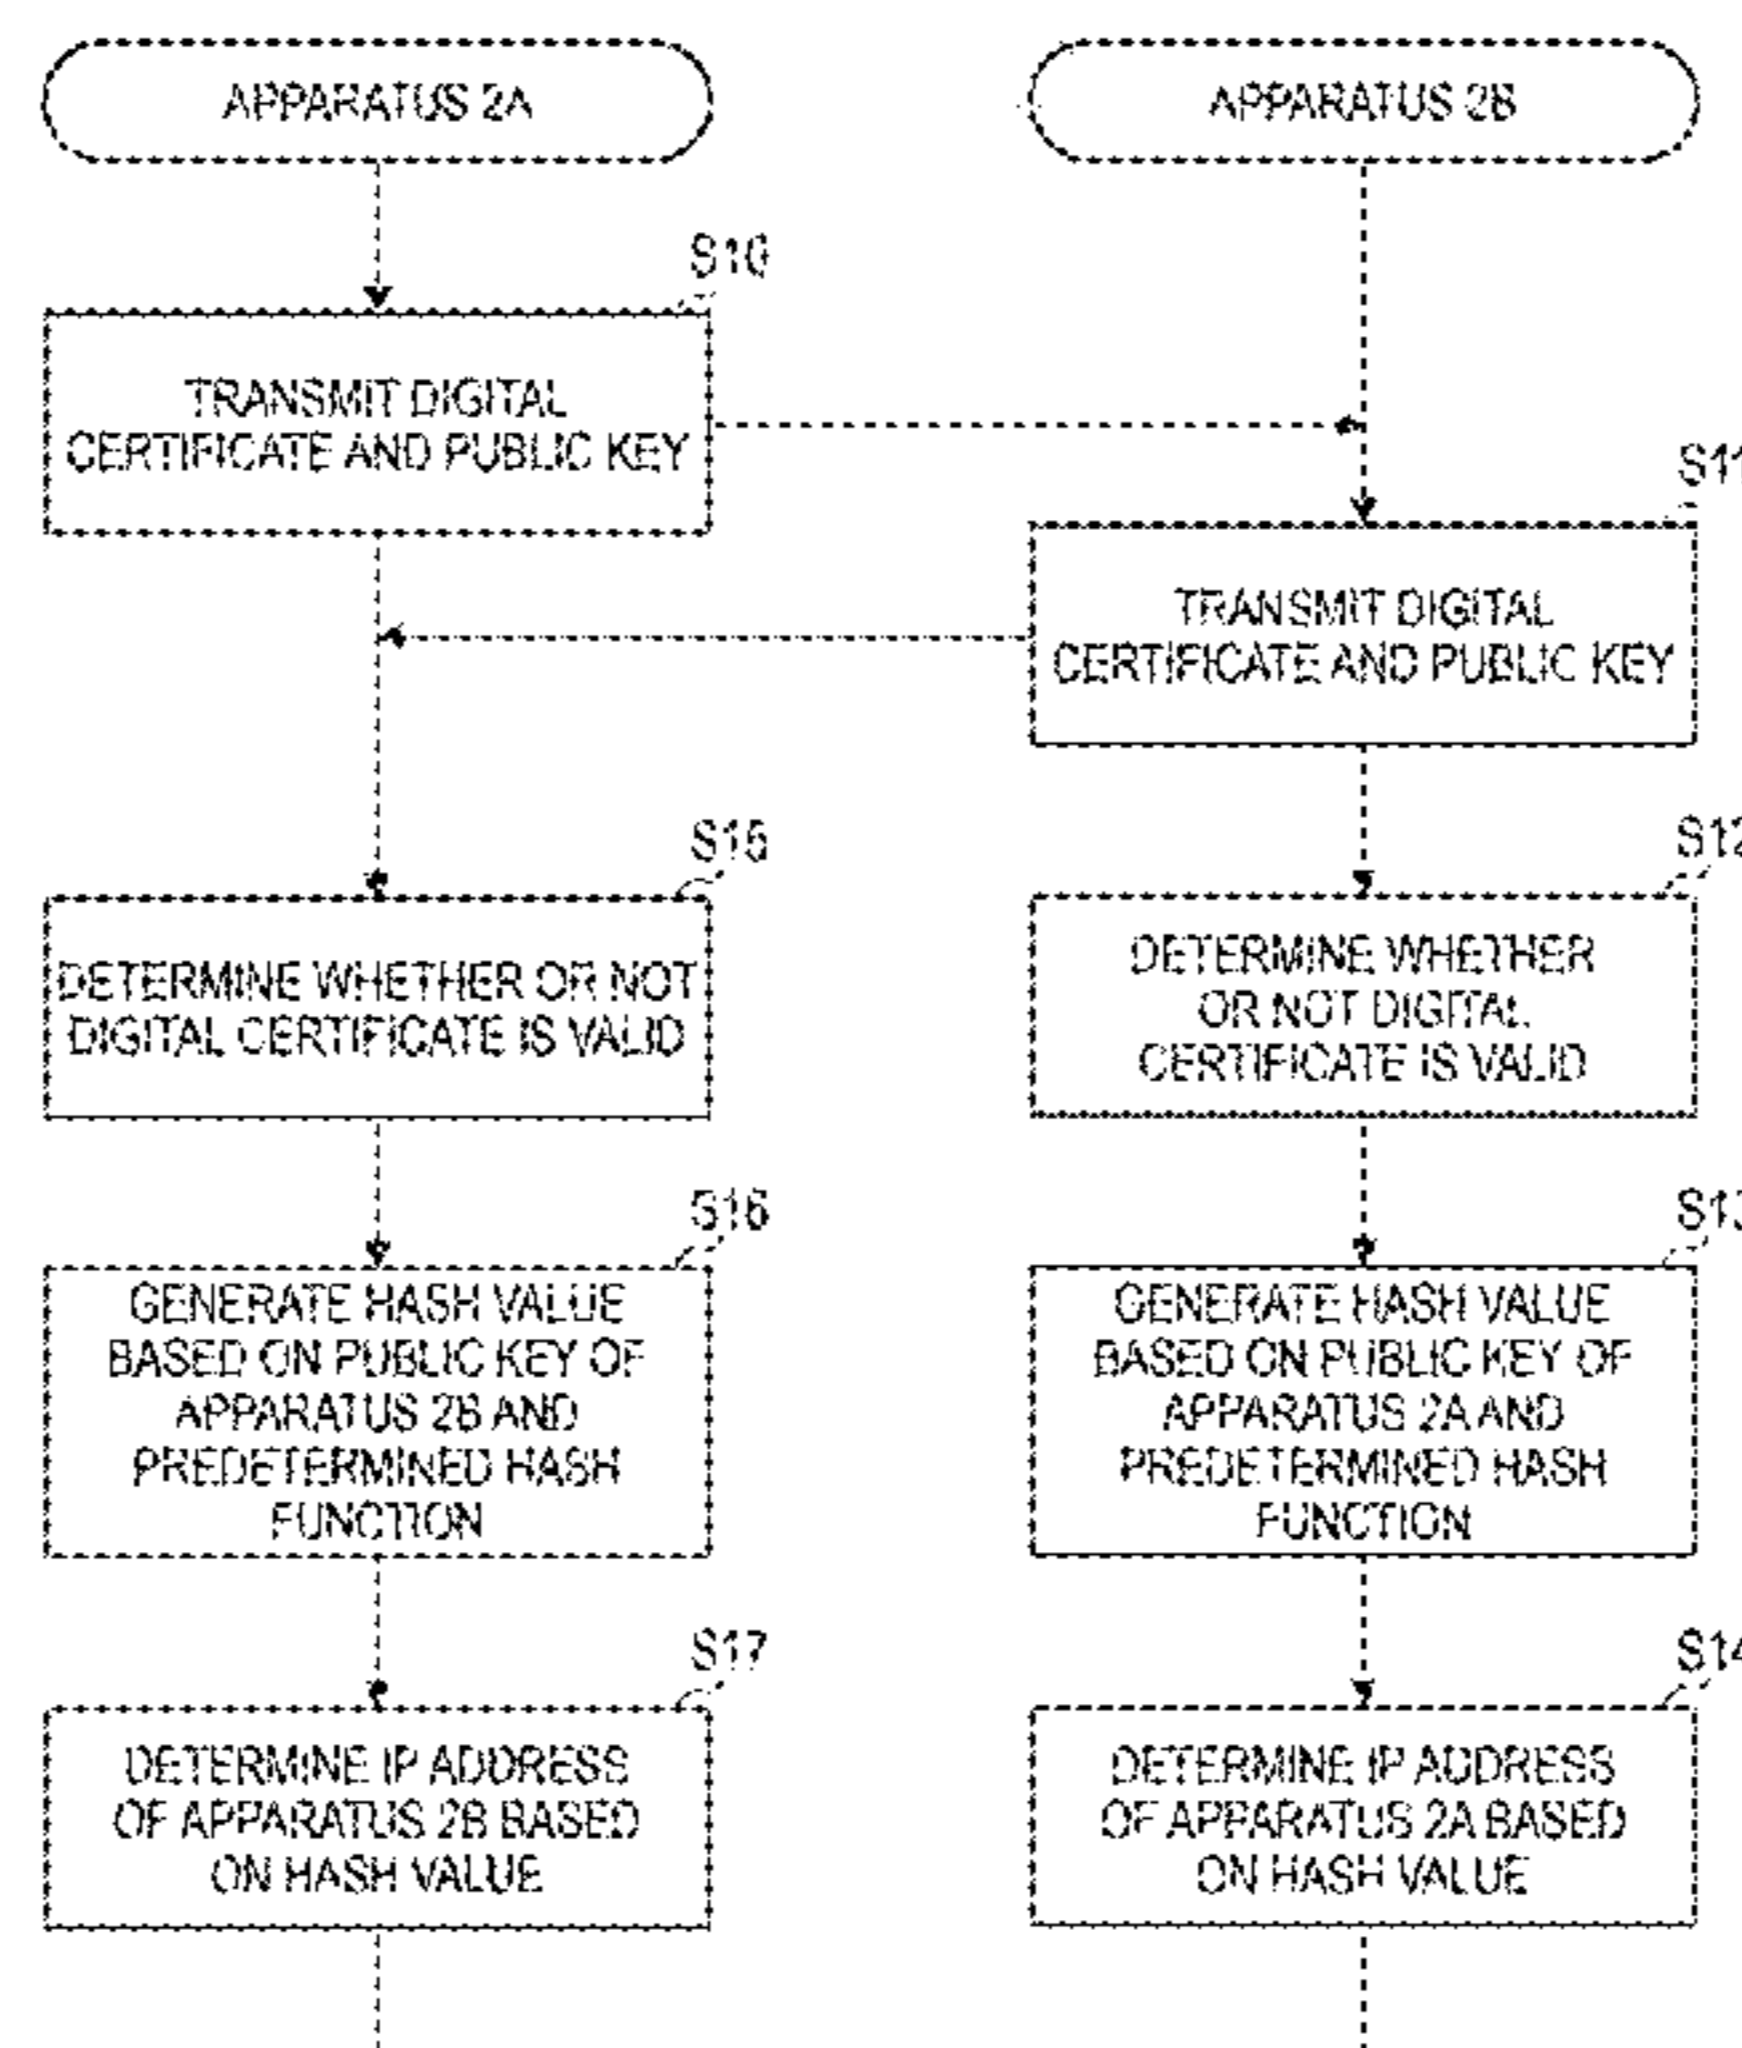 APPARATUS 2A
APPARATUS 2B
S10
TRANSMIT DIGITAL
CERTIFICATE AND PUBLIC KEY
S11
TRANSMIT DIGITAL
CERTIFICATE AND PUBLIC KEY
S15
DETERMINE WHETHER OR NOT
DIGITAL CERTIFICATE IS VALID
S12
DETERMINE WHETHER
OR NOT DIGITAL
CERTIFICATE IS VALID
S16
GENERATE HASH VALUE
BASED ON PUBLIC KEY OF
APPARATUS 2B AND
PREDETERMINED HASH
FUNCTION
S13
GENERATE HASH VALUE
BASED ON PUBLIC KEY OF
APPARATUS 2A AND
PREDETERMINED HASH
FUNCTION
S17
DETERMINE IP ADDRESS
OF APPARATUS 2B BASED
ON HASH VALUE
S14
DETERMINE IP ADDRESS
OF APPARATUS 2A BASED
ON HASH VALUE